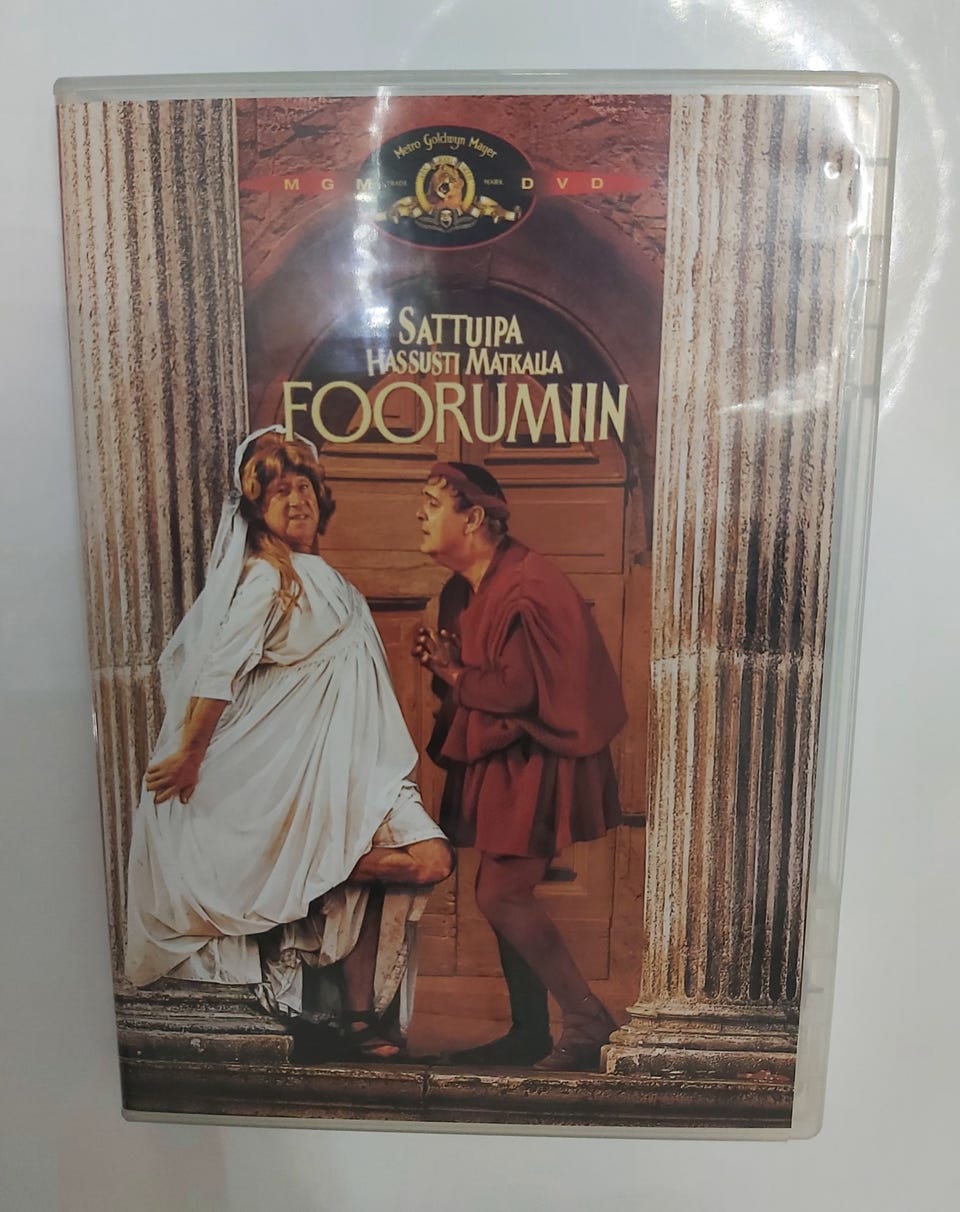 Metro Goldwyn Mayer
MGM TRADE MARK DVD
SATTUIPA
HASSUSTI MATKALLA
FOORUMIIN